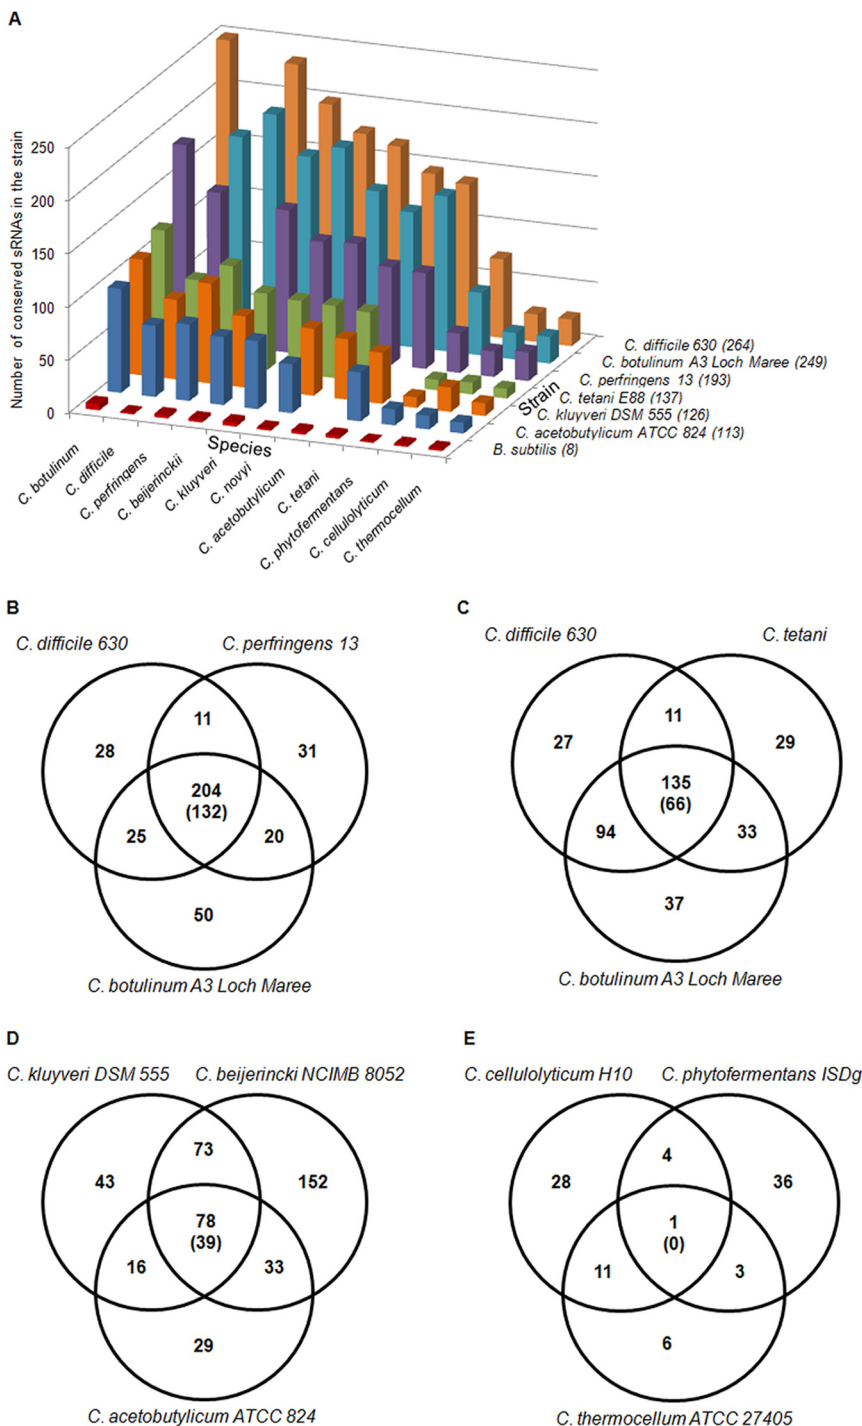 A
Number of conserved sRNAs in the strain
250
200
150
100
50
0
C. difficile 630 (264)
C. botulinum A3 Loch Maree (249)
C. perfringens 13 (193)
C. tetani E88 (137)
C. kluyveri DSM 555 (126)
C. acetobutylicum ATCC 824 (113)
B. subtilis (8)
Strain
Species
C. botulinum
C. difficile
C. perfringens
C. beijerinckii
C. kluyveri
C. novyi
C. acetobutylicum
C. tetani
C. phytofermentans
C. cellulolyticum
C. thermocellum
B
C. difficile 630
C. perfringens 13
11
28
31
204
(132)
25
20
50
C. botulinum A3 Loch Maree
C
C. difficile 630
C. tetani
11
27
29
135
(66)
94
33
37
C. botulinum A3 Loch Maree
D
C. kluyveri DSM 555
C. beijerincki NCIMB 8052
73
43
152
78
(39)
16
33
29
C. acetobutylicum ATCC 824
E
C. cellulolyticum H10
C. phytofermentans ISDg
4
28
36
1
(0)
11
3
6
C. thermocellum ATCC 27405